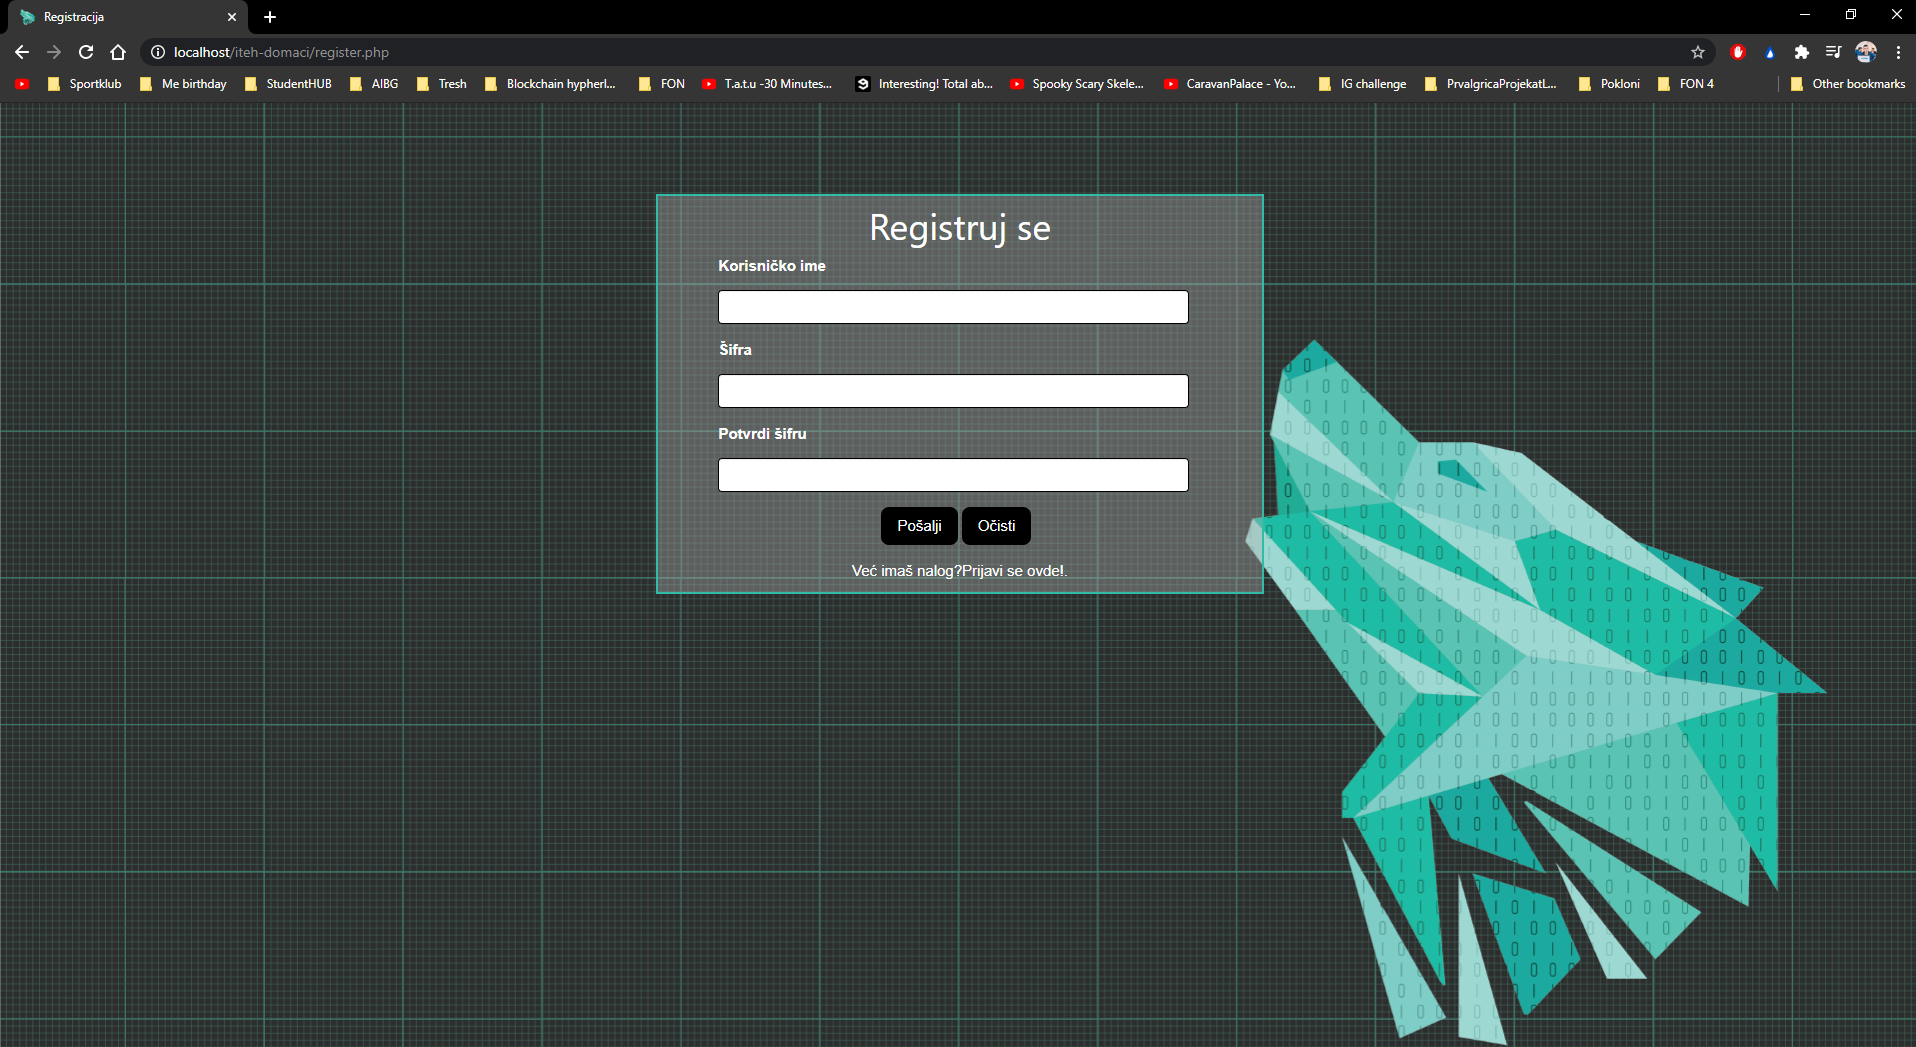 Registracija
localhost/iteh-domaci/register.php
Sportklub Me birthday StudentHUB AIBG Tresh Blockchain hypherl... FON T.a.t.u -30 Minutes... Interesting! Total ab... Spooky Scary Skele... CaravanPalace - Yo... IG challenge PrvaIgricaProjekatL... Pokloni FON 4 Other bookmarks
Registruj se
Korisničko ime
Šifra
Potvrdi šifru
Pošalji Očisti
Već imaš nalog?Prijavi se ovde!.